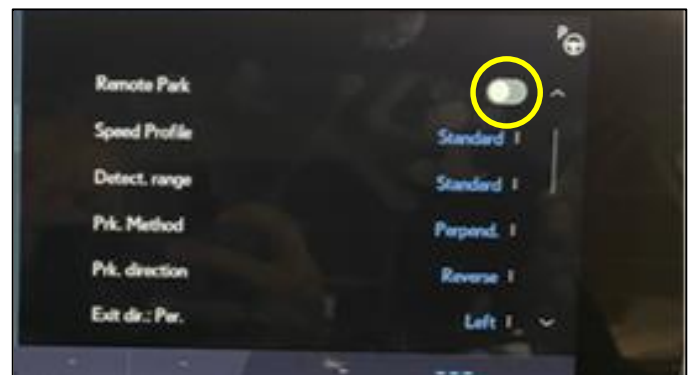 P
Remote Park
Speed Profile Standard
Detect. range Standard
Prk. Method Perpend.
Prk. direction Reverse
Exit dir.: Per. Left